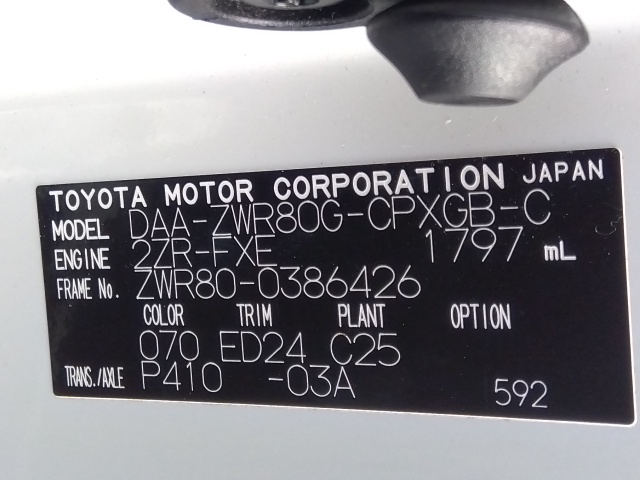 TOYOTA MOTOR CORPORATION JAPAN
MODEL DAA-ZWR80G-CPXGB-C
ENGINE 2ZR-FXE 1797 mL
FRAME No. ZWR80-0386426
COLOR TRIM PLANT OPTION
070 ED24 C25
TRANS./AXLE P410 -03A
592